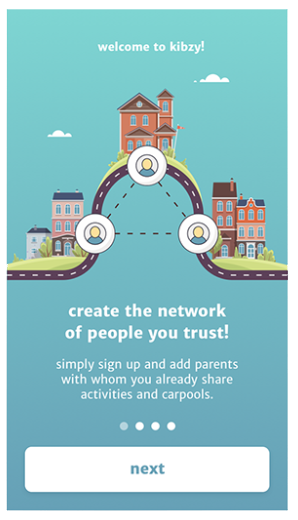 welcome to kibzy!
create the network
of people you trust!
simply sign up and add parents
with whom you already share
activities and carpools.
next